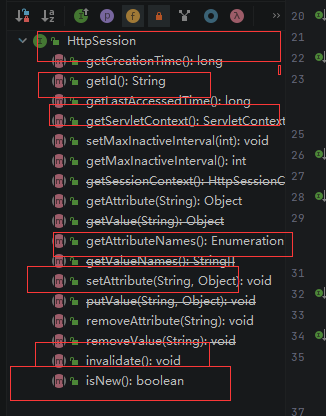 20
HttpSession
21
getCreationTime(): long
22
getId(): String
23
getLastAccessedTime(): long
getServletContext(): ServletContext
setMaxInactiveInterval(int): void
25
getMaxInactiveInterval(): int
26
getSessionContext(): HttpSessionC
27
getAttribute(String): Object
28
getValue(String): Object
29
getAttributeNames(): Enumeration
getValueNames(): String[]
31
setAttribute(String, Object): void
putValue(String, Object): void
32
removeAttribute(String): void
33
removeValue(String): void
34
invalidate(): void
35
isNew(): boolean
37